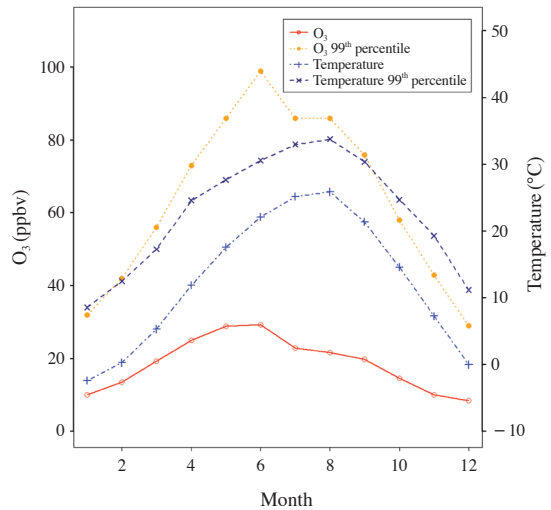 O₃
O₃ 99ᵗʰ percentile
Temperature
Temperature 99ᵗʰ percentile
100
80
60
40
20
0
O₃ (ppbv)
50
40
30
20
10
0
−10
Temperature (°C)
2 4 6 8 10 12
Month